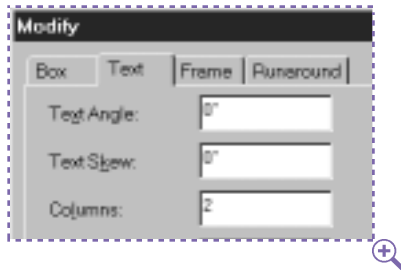 Modify
Box Text Frame Runaround
Text Angle: 0°
Text Skew: 0°
Columns: 2